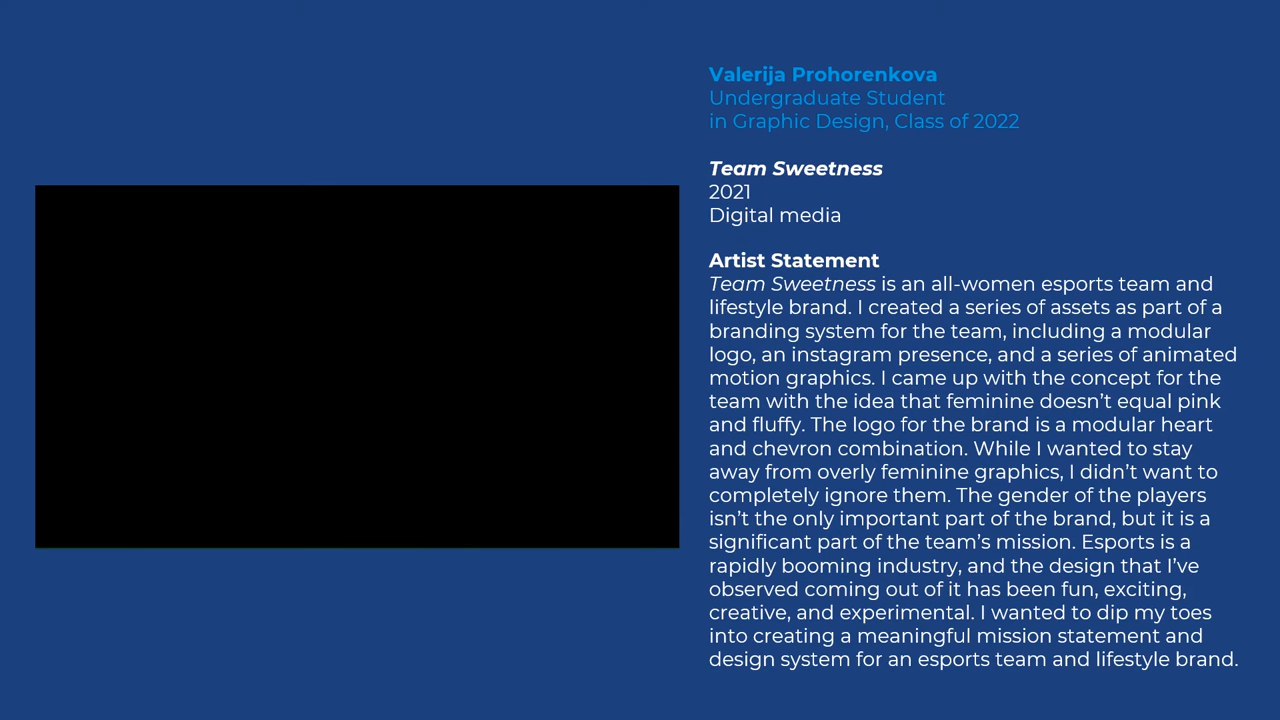 Valerija Prohorenkova
Undergraduate Student
in Graphic Design, Class of 2022
Team Sweetness
2021
Digital media
Artist Statement
Team Sweetness is an all-women esports team and
lifestyle brand. I created a series of assets as part of a
branding system for the team, including a modular
logo, an instagram presence, and a series of animated
motion graphics. I came up with the concept for the
team with the idea that feminine doesn’t equal pink
and fluffy. The logo for the brand is a modular heart
and chevron combination. While I wanted to stay
away from overly feminine graphics, I didn’t want to
completely ignore them. The gender of the players
isn’t the only important part of the brand, but it is a
significant part of the team’s mission. Esports is a
rapidly booming industry, and the design that I’ve
observed coming out of it has been fun, exciting,
creative, and experimental. I wanted to dip my toes
into creating a meaningful mission statement and
design system for an esports team and lifestyle brand.